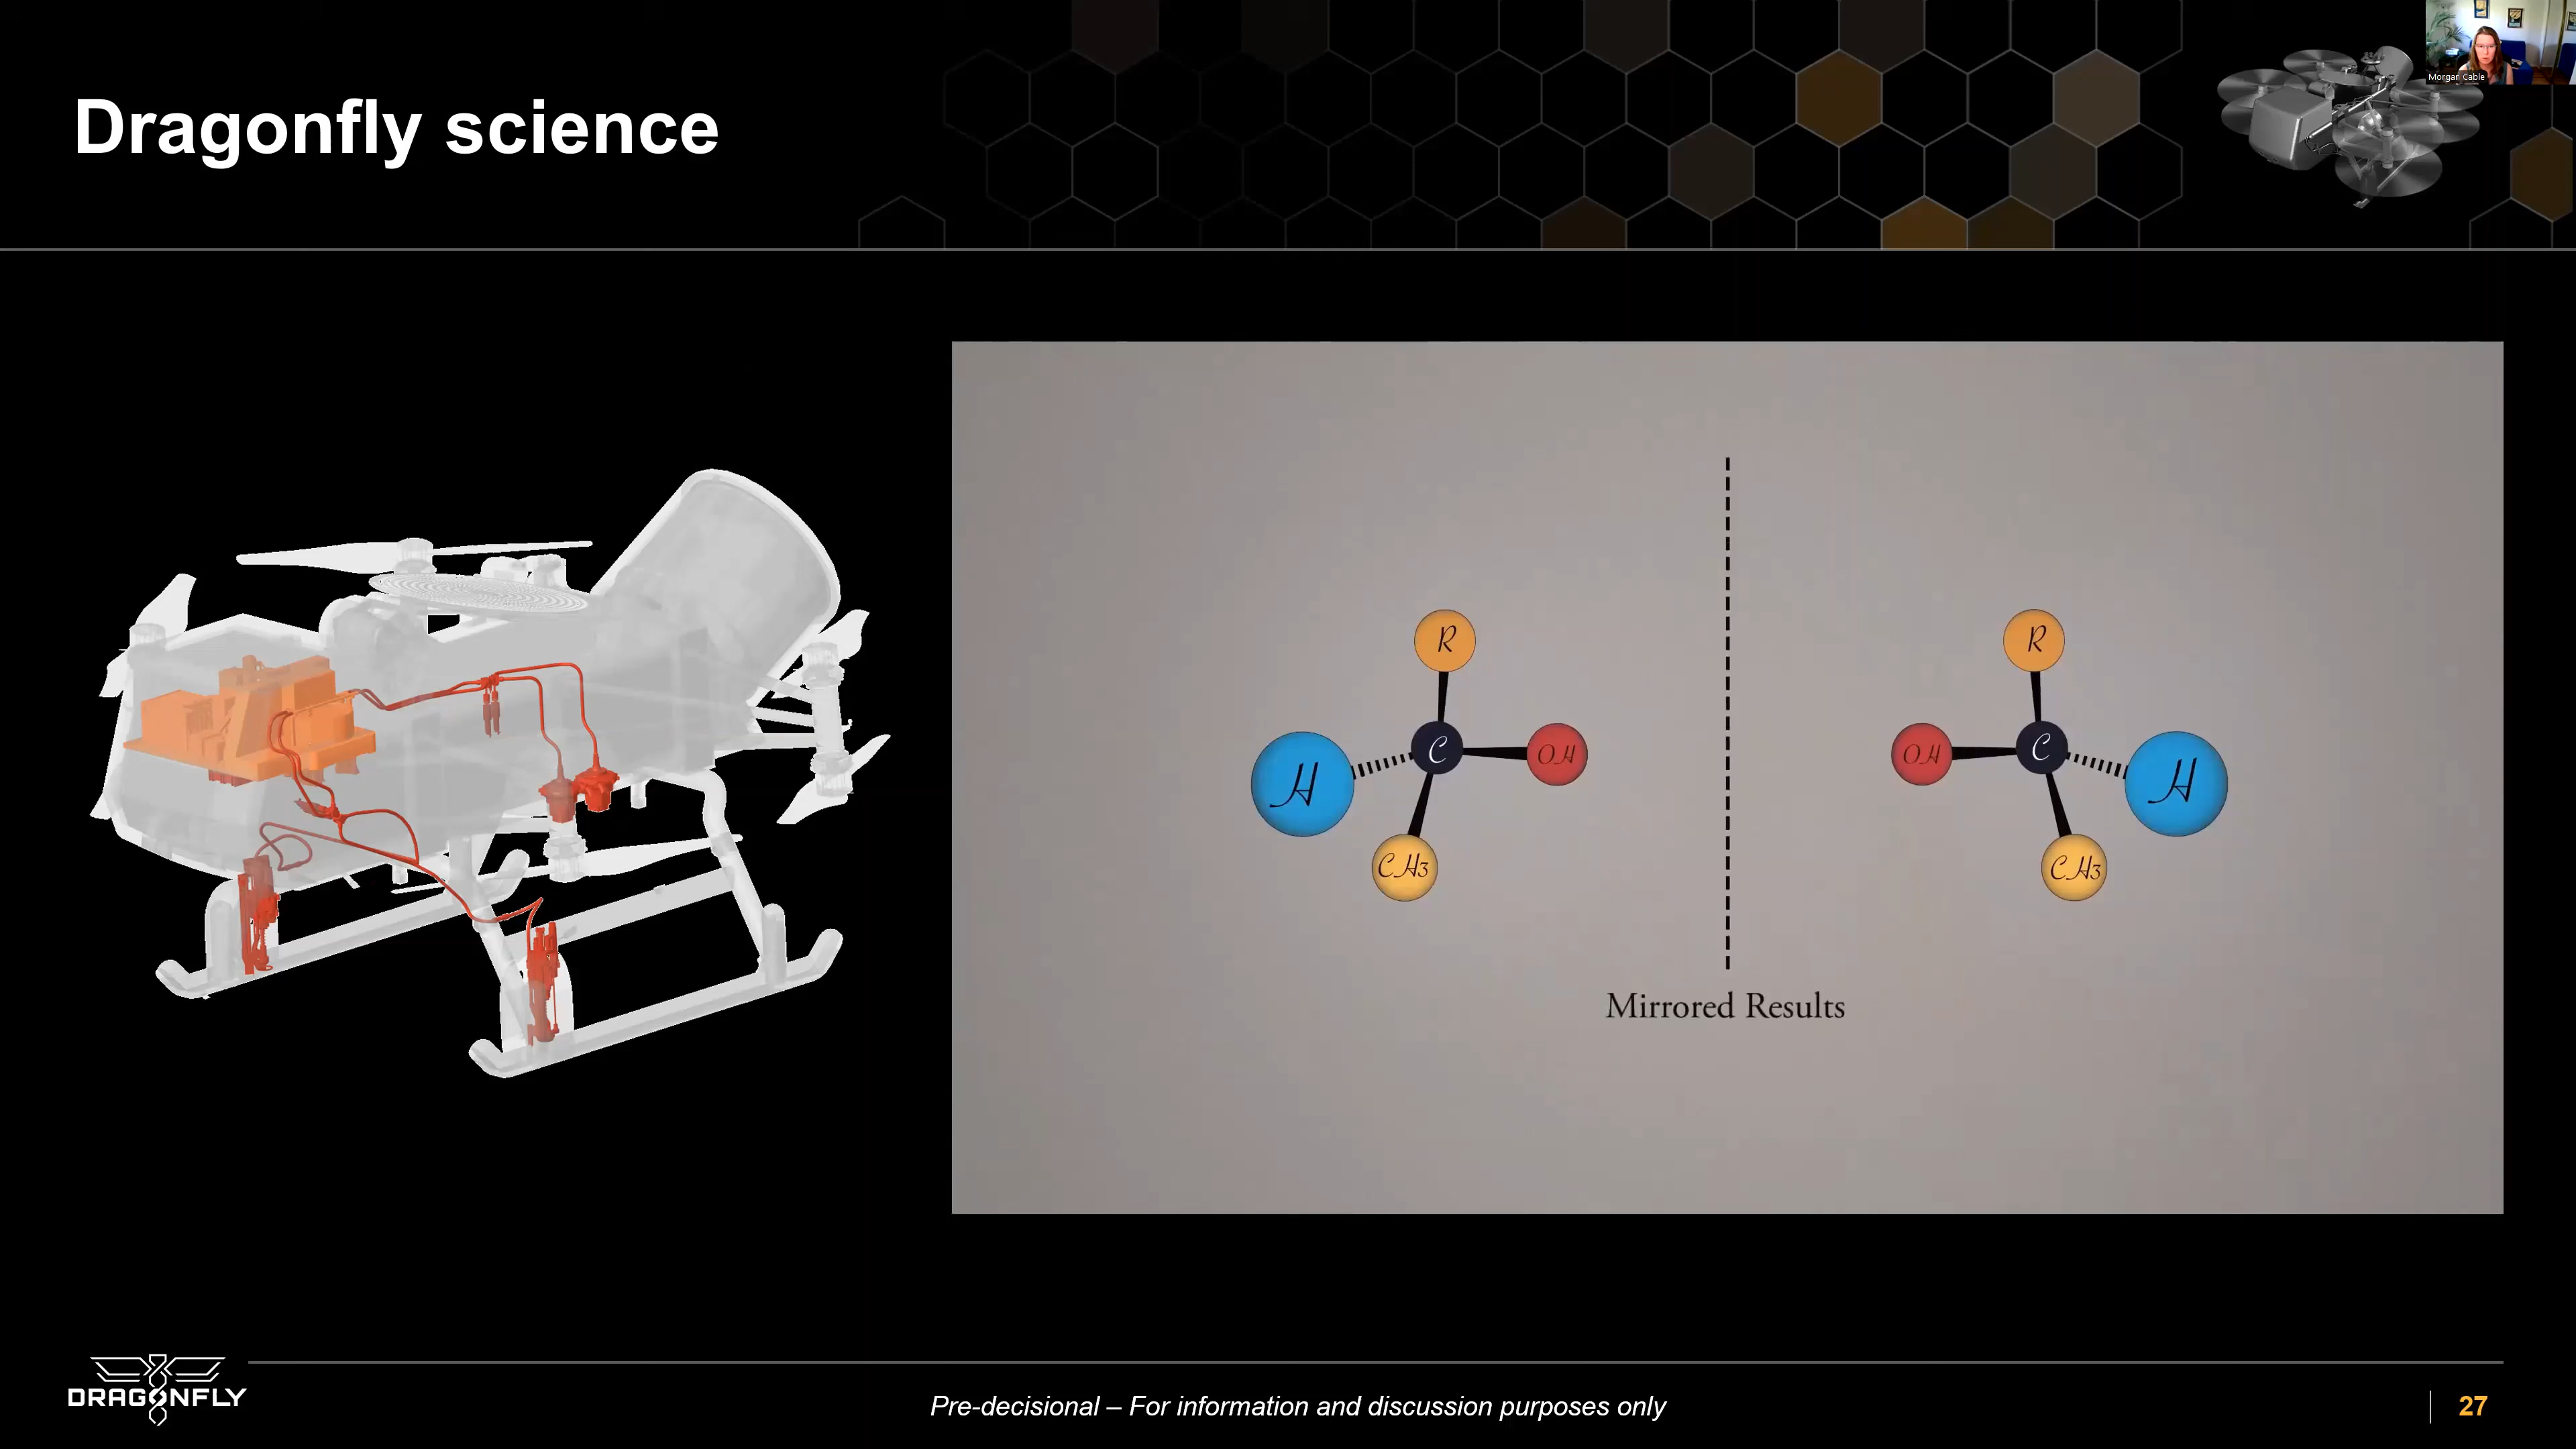 Morgan Cable
Dragonfly science
R
R
H
C
OH
OH
C
H
CH3
CH3
Mirrored Results
DRAGONFLY
Pre-decisional – For information and discussion purposes only
27